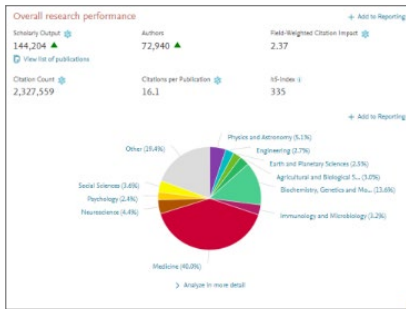 Overall research performance
+ Add to Reporting
Scholarly Output
Authors
Field-Weighted Citation Impact
144,204
72,940
2.37
View list of publications
Citation Count
Citations per Publication
h5-index
2,327,559
16.1
335
+ Add to Reporting
Physics and Astronomy (5.1%)
Engineering (2.7%)
Earth and Planetary Sciences (2.5%)
Agricultural and Biological S... (3.0%)
Biochemistry, Genetics and Mo... (23.6%)
Immunology and Microbiology (3.2%)
Medicine (40.0%)
Neuroscience (4.4%)
Psychology (2.4%)
Social Sciences (3.6%)
Other (29.4%)
> Analyze in more detail